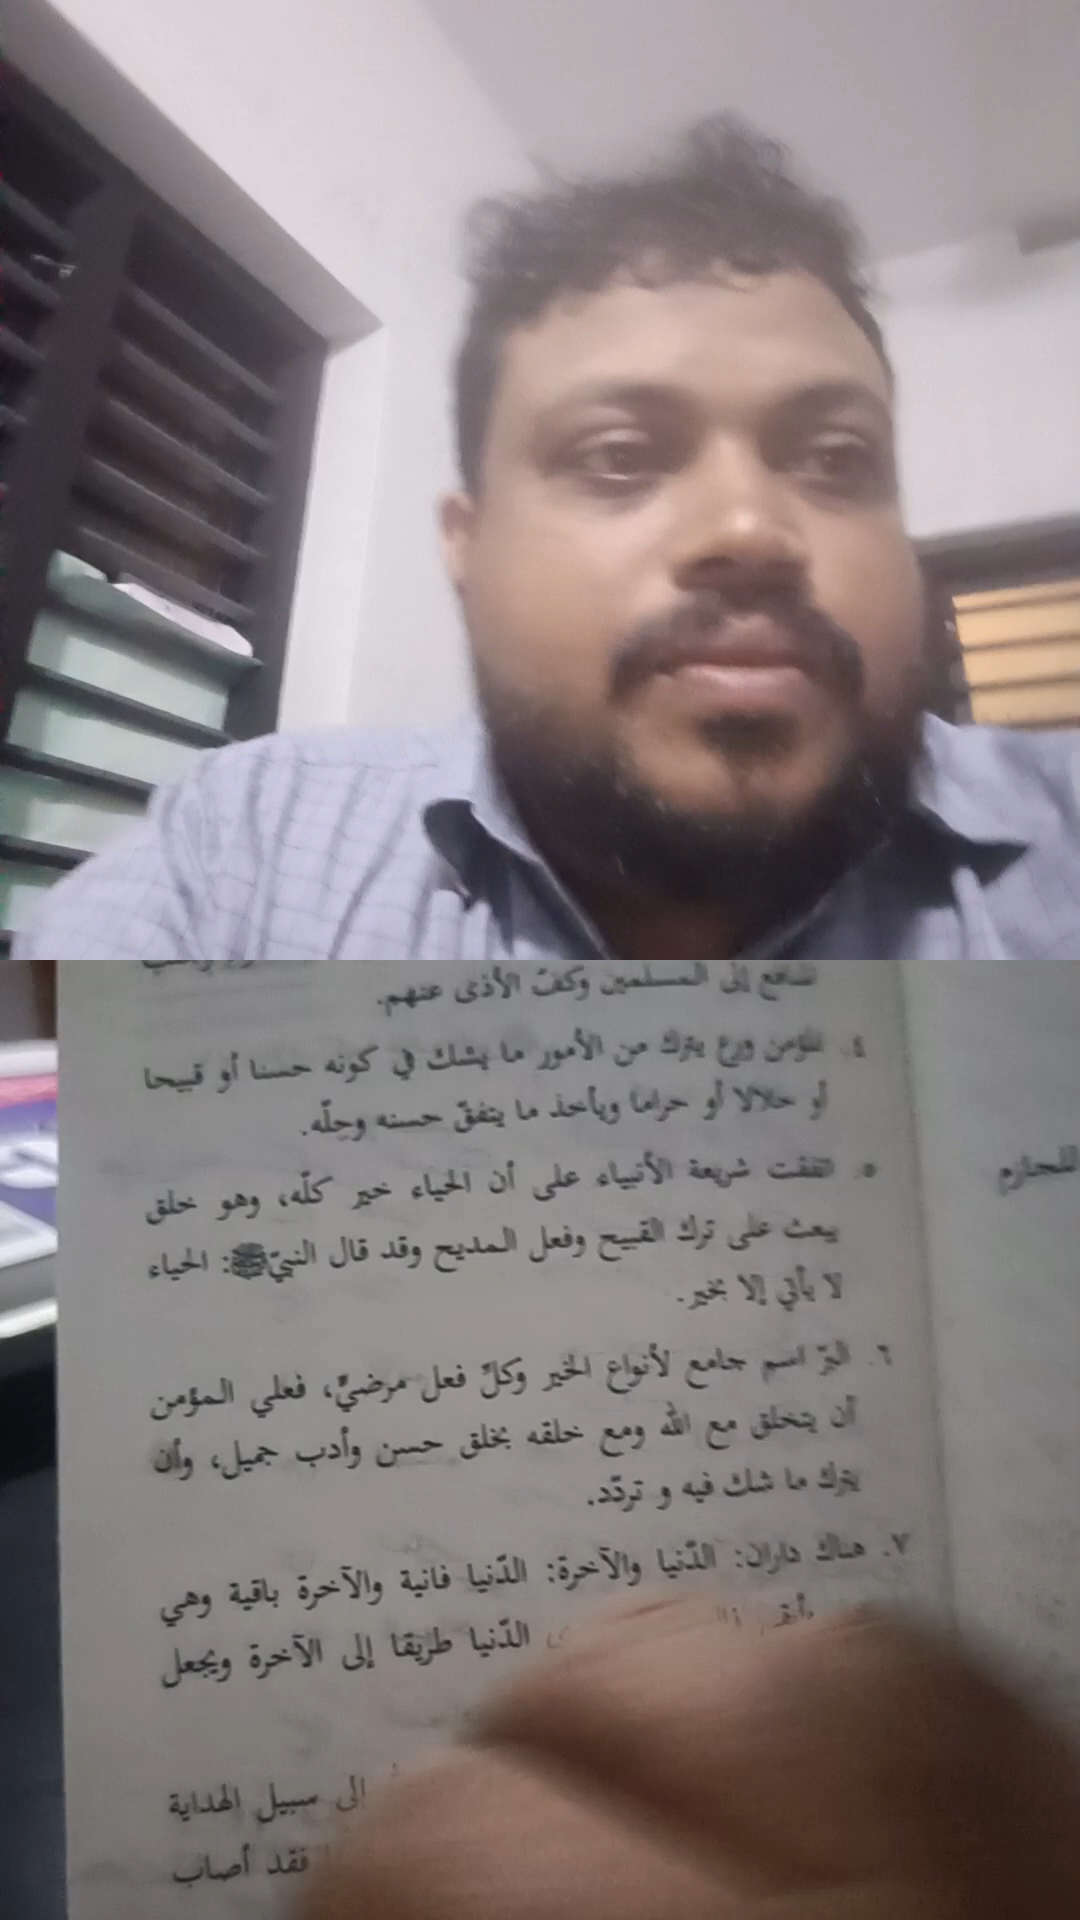 إلى المسلمين وكفّ الأذى عنهم.
٤. المؤمن ورع يترك من الأمور ما يشك في كونه حسنا أو قبيحا
أو حلالا أو حراما ويأخذ ما يتفق حسنه وحلّه.
٥. اتفقت شريعة الأنبياء على أن الحياء خير كلّه، وهو خلق
يبعث على ترك القبيح وفعل المديح وقد قال النبيّ ﷺ: الحياء
لا يأتي إلا بخير.
٦. البرّ اسم جامع لأنواع الخير وكلّ فعل مرضيّ، فعلي المؤمن
أن يتخلق مع الله ومع خلقه بخلق حسن وأدب جميل، وأن
يترك ما شك فيه و تردّد.
٧. هناك داران: الدّنيا والآخرة: الدّنيا فانية والآخرة باقية وهي
الدّنيا طريقا إلى الآخرة ويجعل
إلى سبيل الهداية
فقد أصاب